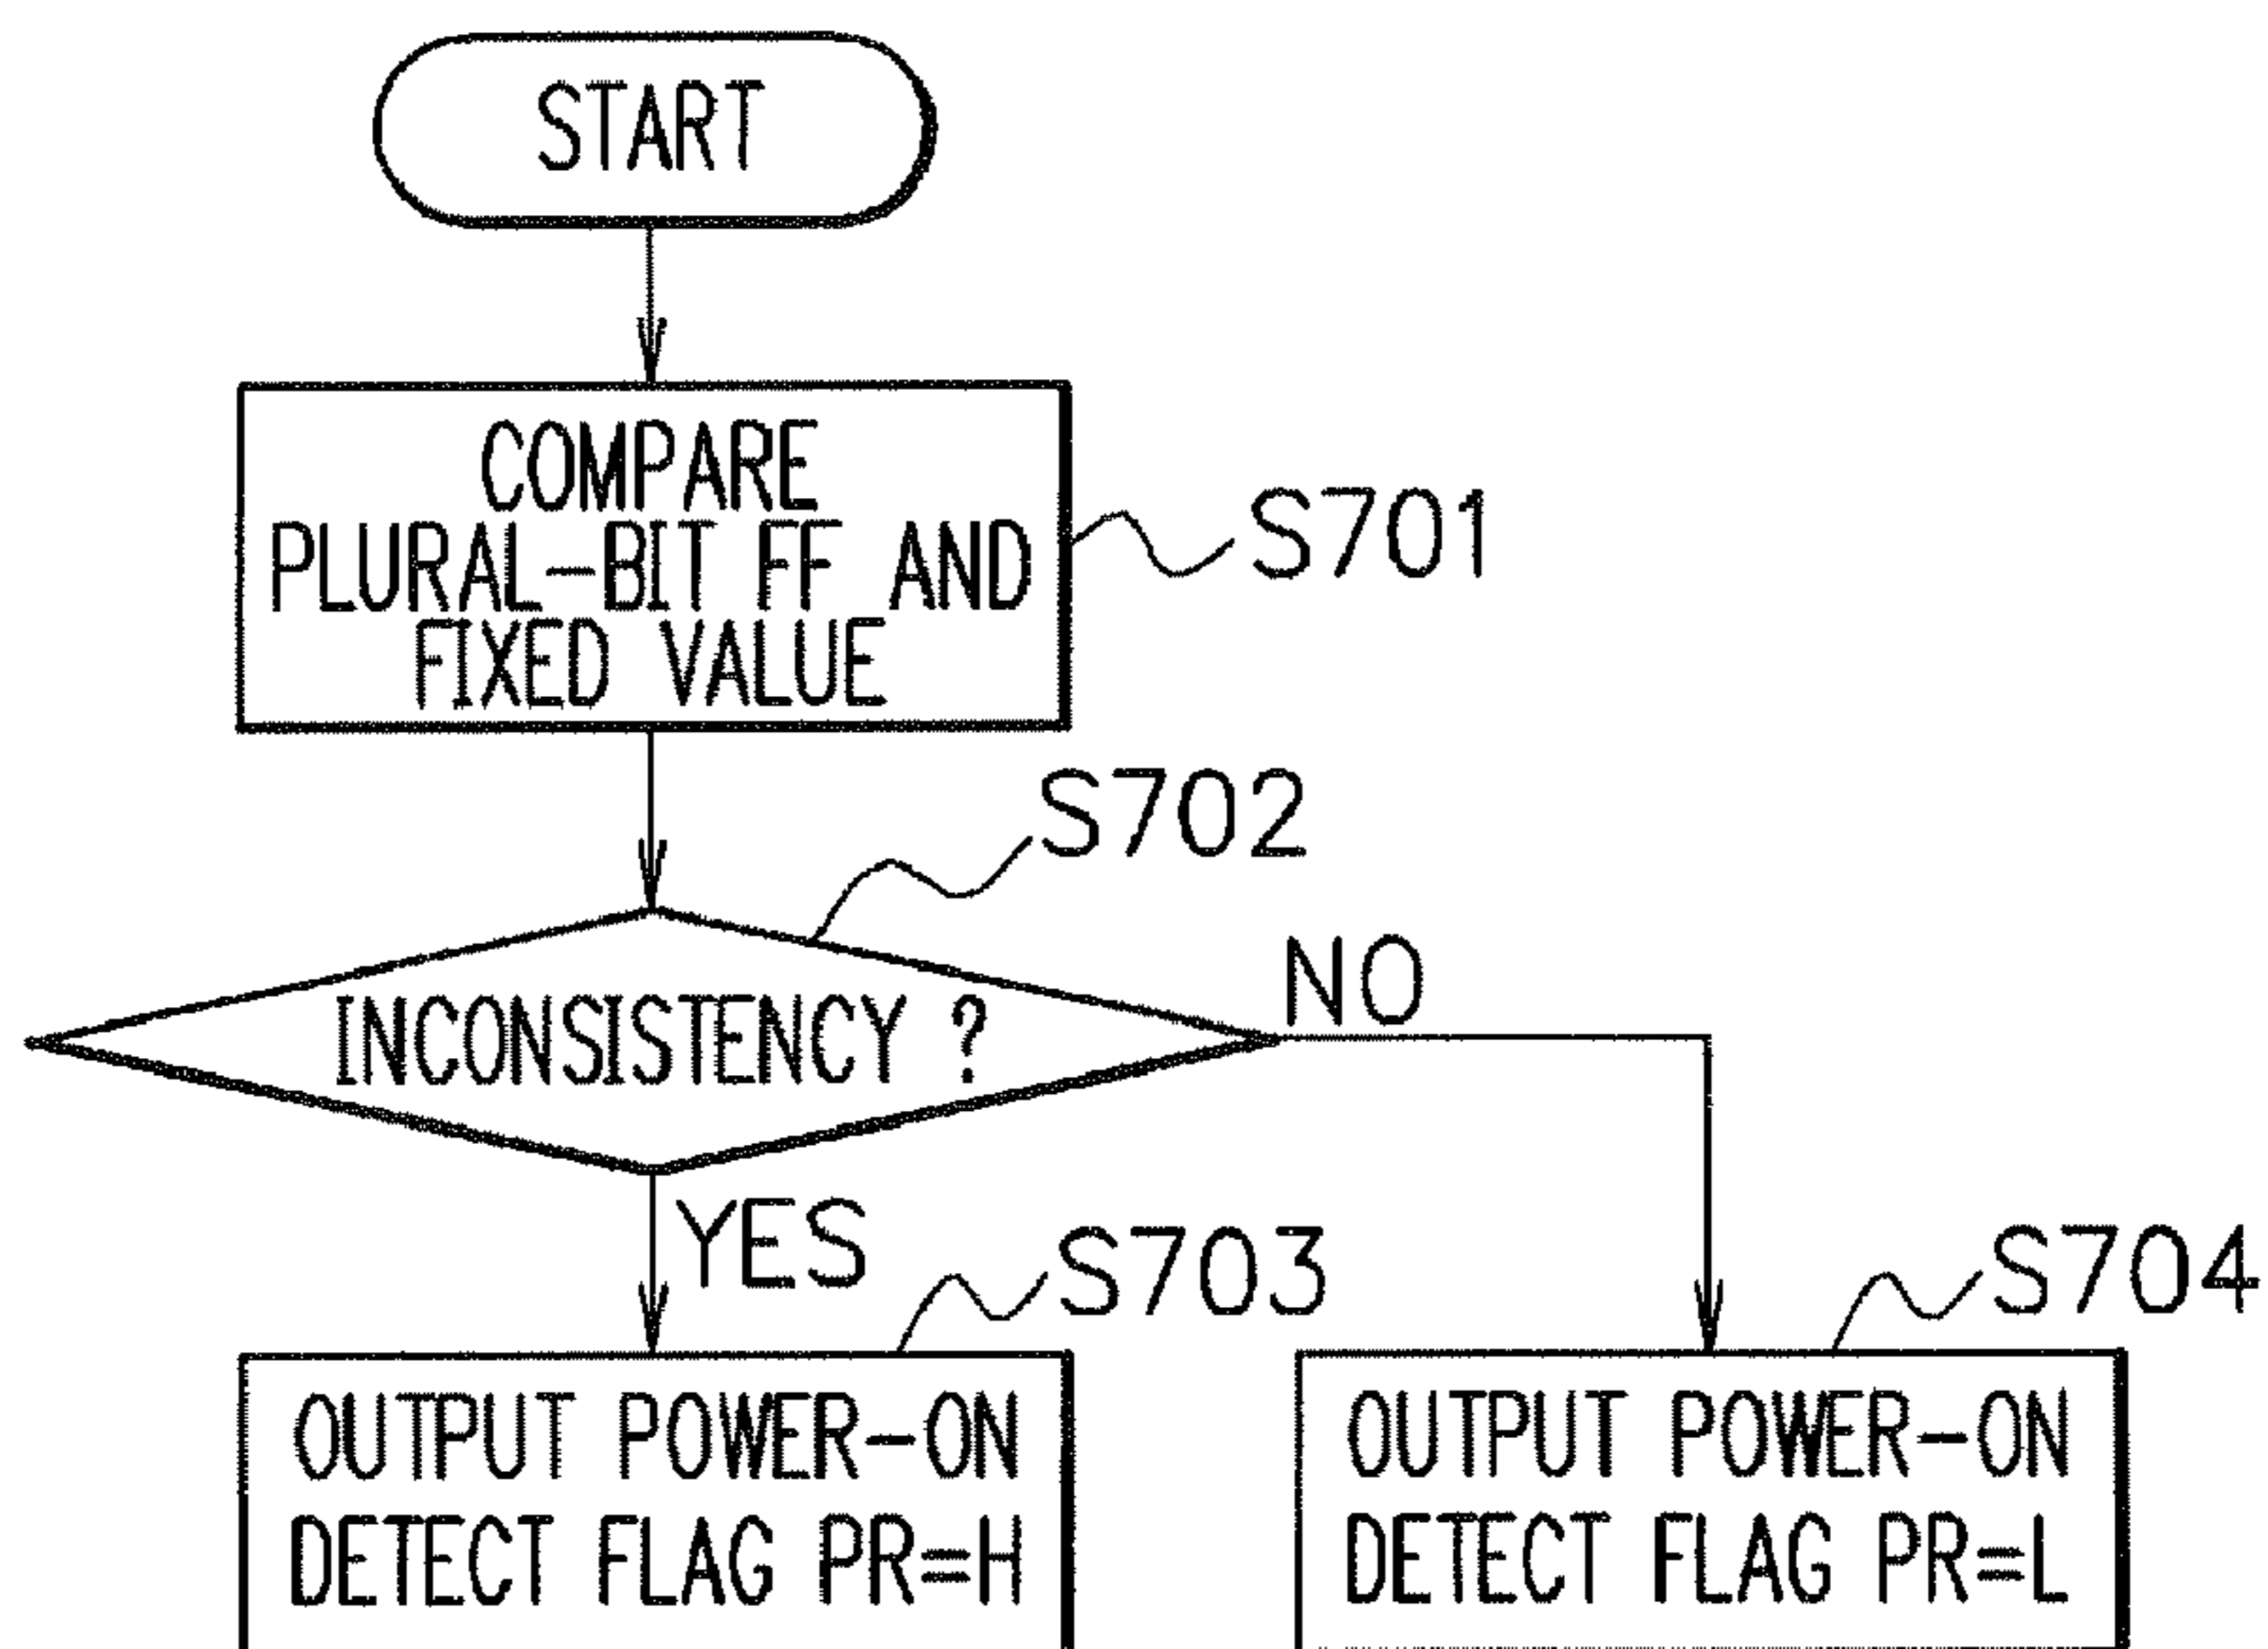 START
COMPARE
PLURAL-BIT FF AND
FIXED VALUE
S701
S702
INCONSISTENCY ?
NO
YES
S703
S704
OUTPUT POWER-ON
DETECT FLAG PR=H
OUTPUT POWER-ON
DETECT FLAG PR=L